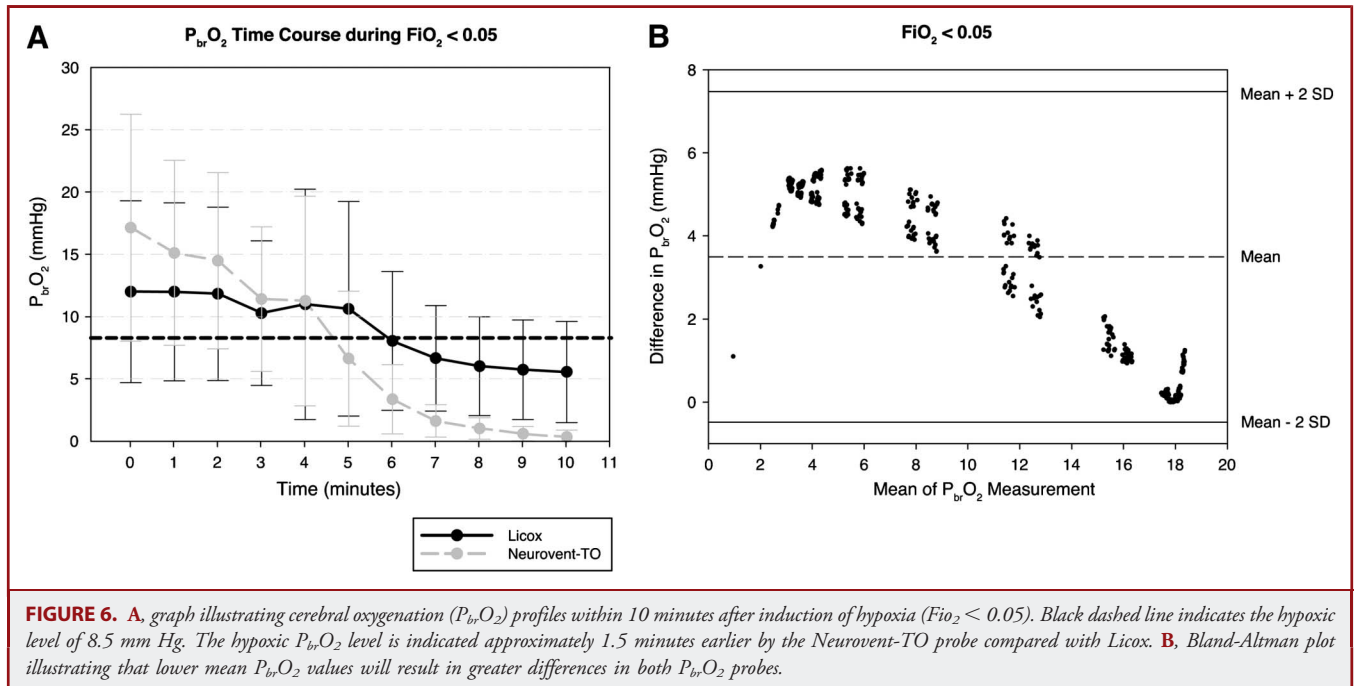 A
PbrO2 Time Course during FiO2 < 0.05
30
25
20
15
10
5
0
PbrO2 (mmHg)
0 1 2 3 4 5 6 7 8 9 10 11
Time (minutes)
Licox
Neurovent-TO
B
FiO2 < 0.05
8
6
4
2
0
Difference in PbrO2 (mmHg)
Mean + 2 SD
Mean
Mean - 2 SD
0 2 4 6 8 10 12 14 16 18 20
Mean of PbrO2 Measurement
FIGURE 6. A, graph illustrating cerebral oxygenation (PbrO2) profiles within 10 minutes after induction of hypoxia (Fio2 < 0.05). Black dashed line indicates the hypoxic
level of 8.5 mm Hg. The hypoxic PbrO2 level is indicated approximately 1.5 minutes earlier by the Neurovent-TO probe compared with Licox. B, Bland-Altman plot
illustrating that lower mean PbrO2 values will result in greater differences in both PbrO2 probes.